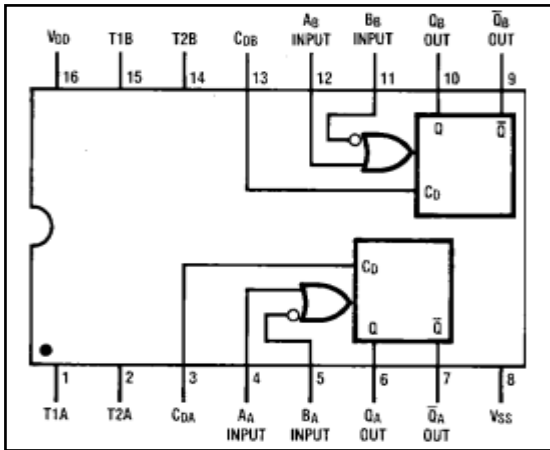 VDD T1B T2B CDB AB INPUT BB INPUT QB OUT Q̅B OUT
16 15 14 13 12 11 10 9
Q Q̅
CD
CD
Q Q̅
1 2 3 4 5 6 7 8
T1A T2A CDA AA INPUT BA INPUT QA OUT Q̅A OUT VSS